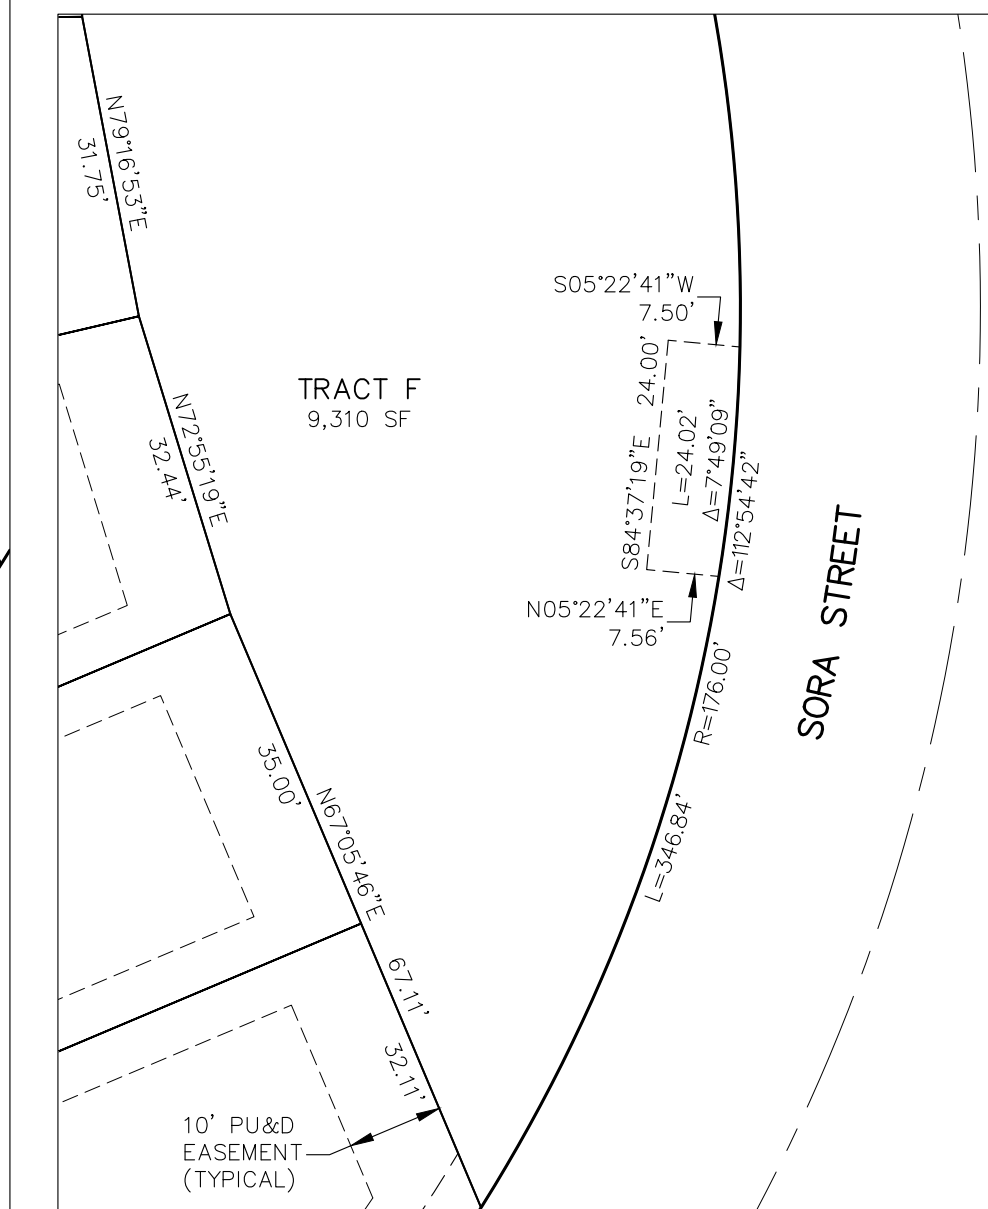 N79°16'53"E
31.75'
S05°22'41"W
7.50'
TRACT F
9,310 SF
N72°55'19"E
32.44'
S84°37'19"E 24.00'
L=24.02'
Δ=7°49'09"
Δ=112°54'42"
SORA STREET
N05°22'41"E
7.56'
R=176.00'
35.00'
N67°05'46"E
L=346.84'
67.11'
32.11'
10' PU&D
EASEMENT
(TYPICAL)